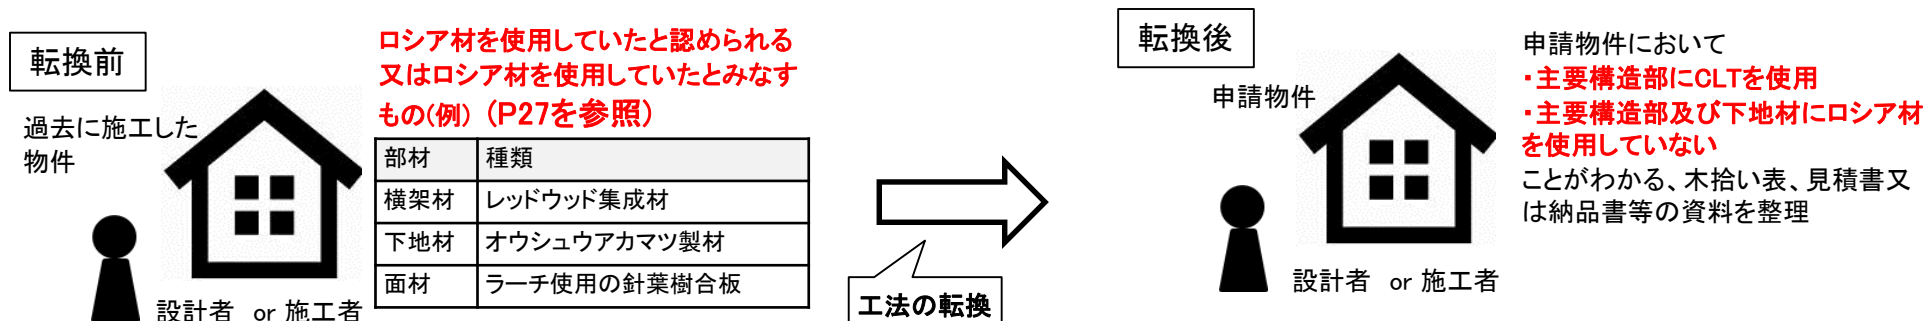 転換前
過去に施工した
物件
設計者 or 施工者
ロシア材を使用していたと認められる
又はロシア材を使用していたとみなす
もの(例)（P27を参照）
部材 種類
横架材 レッドウッド集成材
下地材 オウシュウアカマツ製材
面材 ラーチ使用の針葉樹合板
工法の転換
転換後
申請物件
設計者 or 施工者
申請物件において
・主要構造部にCLTを使用
・主要構造部及び下地材にロシア材
を使用していない
ことがわかる、木拾い表、見積書又
は納品書等の資料を整理